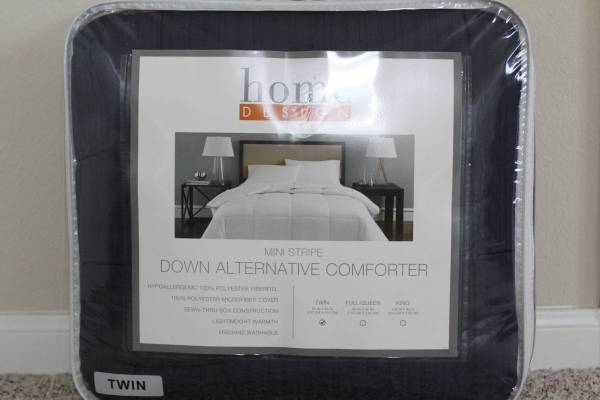 home
DESIGN
MINI STRIPE
DOWN ALTERNATIVE COMFORTER
HYPOALLERGENIC 100% POLYESTER FIBERFILL
100% POLYESTER MICROFIBER COVER
SEWN-THRU BOX CONSTRUCTION
LIGHTWEIGHT WARMTH
MACHINE WASHABLE
TWIN FULL/QUEEN KING
TWIN